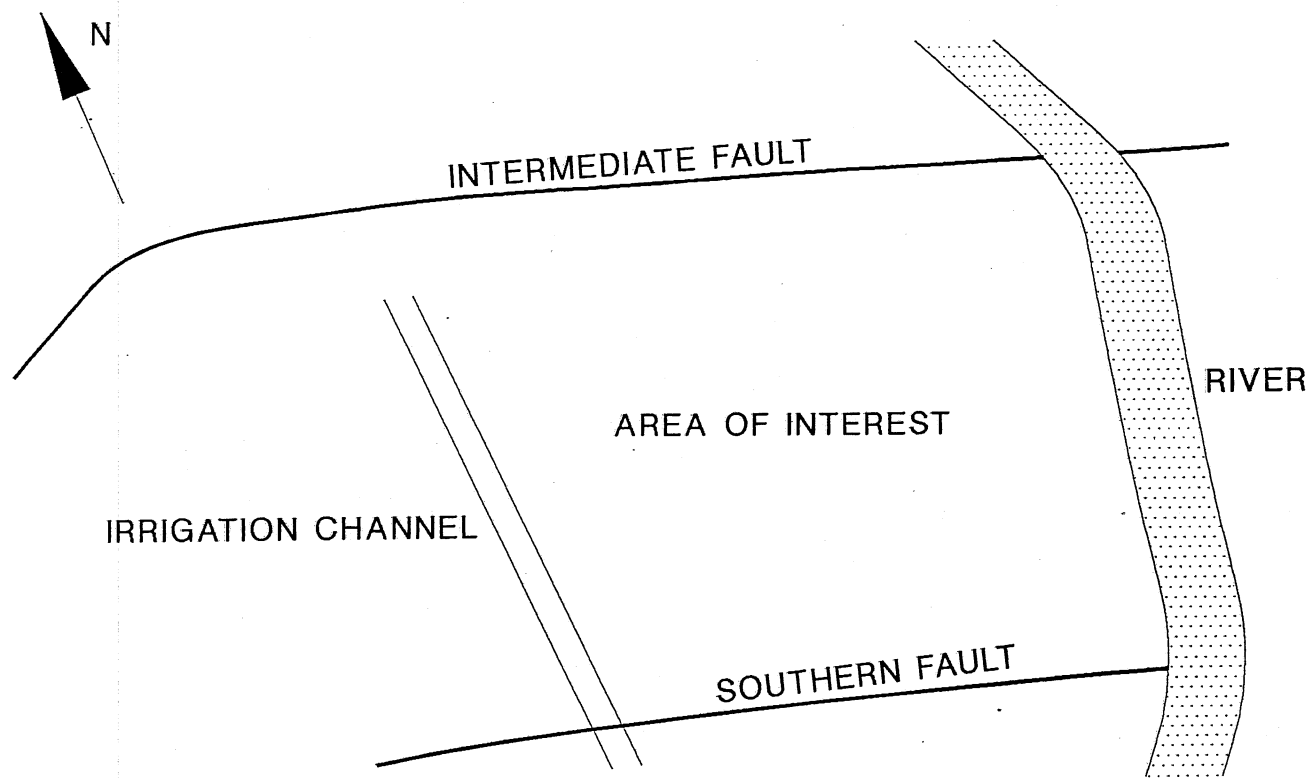 N
INTERMEDIATE FAULT
RIVER
AREA OF INTEREST
IRRIGATION CHANNEL
SOUTHERN FAULT